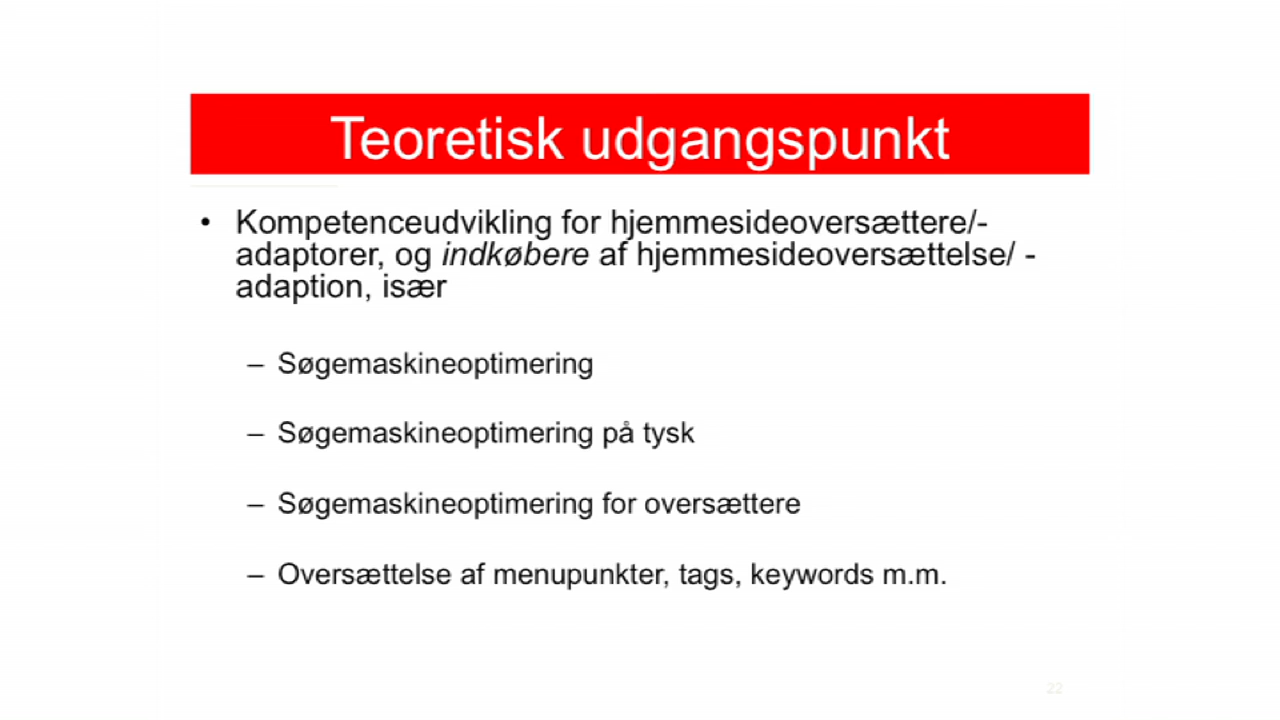 Teoretisk udgangspunkt
• Kompetenceudvikling for hjemmesideoversættere/-
adaptorer, og indkøbere af hjemmesideoversættelse/ -
adaption, især
– Søgemaskineoptimering
– Søgemaskineoptimering på tysk
– Søgemaskineoptimering for oversættere
– Oversættelse af menupunkter, tags, keywords m.m.
22